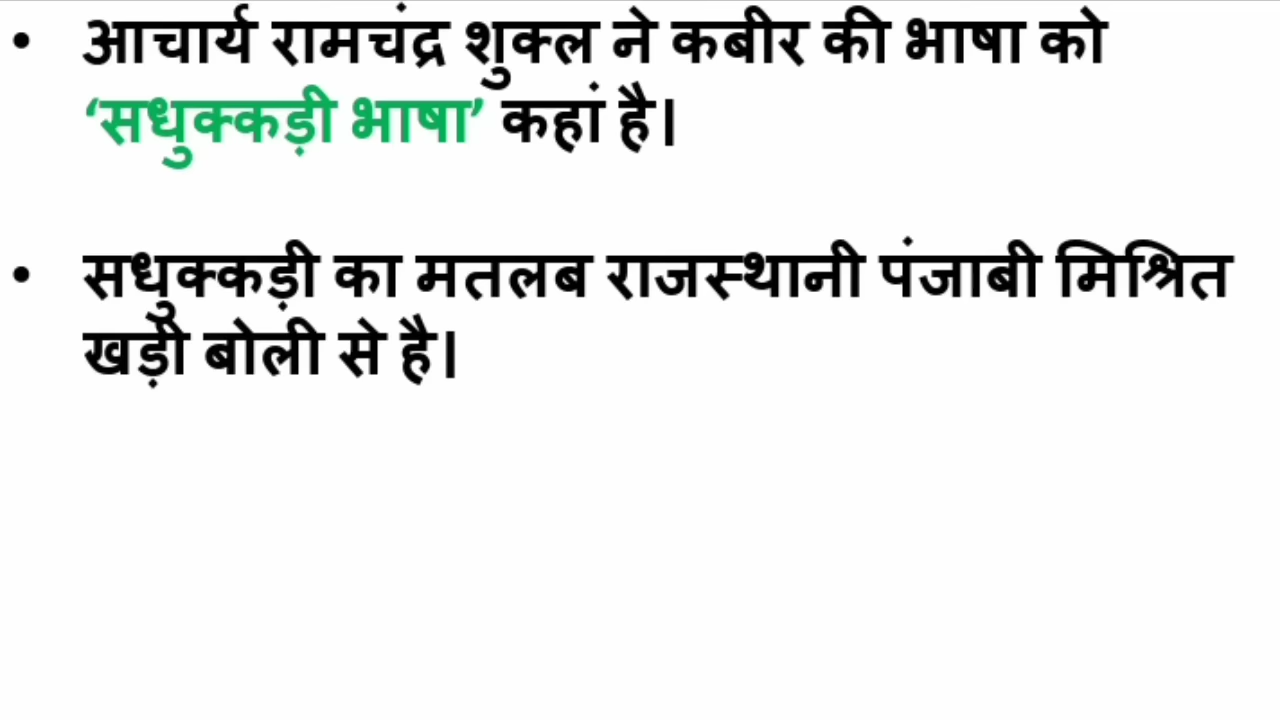 • आचार्य रामचंद्र शुक्ल ने कबीर की भाषा को
‘सधुक्कड़ी भाषा’ कहां है।
• सधुक्कड़ी का मतलब राजस्थानी पंजाबी मिश्रित
खड़ी बोली से है।